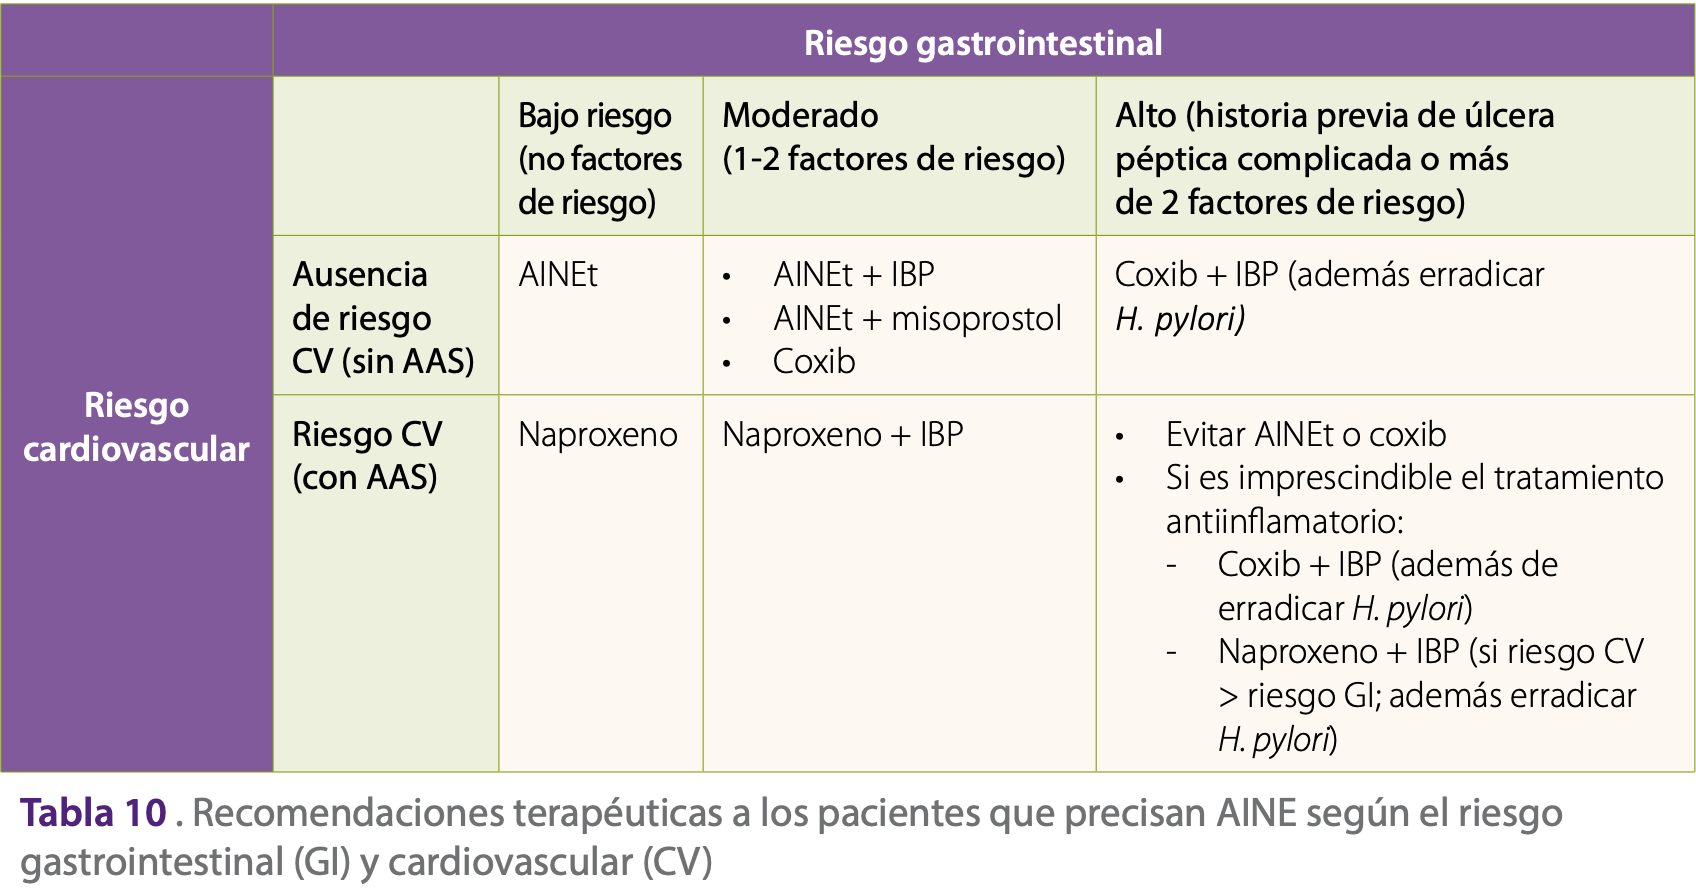 Riesgo gastrointestinal
Riesgo
cardiovascular
Bajo riesgo
(no factores
de riesgo)
Moderado
(1-2 factores de riesgo)
Alto (historia previa de úlcera
péptica complicada o más
de 2 factores de riesgo)
Ausencia
de riesgo
CV (sin AAS)
AINEt
• AINEt + IBP
• AINEt + misoprostol
• Coxib
Coxib + IBP (además erradicar
H. pylori)
Riesgo CV
(con AAS)
Naproxeno
Naproxeno + IBP
• Evitar AINEt o coxib
• Si es imprescindible el tratamiento
antiinflamatorio:
- Coxib + IBP (además de
erradicar H. pylori)
- Naproxeno + IBP (si riesgo CV
> riesgo GI; además erradicar
H. pylori)
Tabla 10 . Recomendaciones terapéuticas a los pacientes que precisan AINE según el riesgo
gastrointestinal (GI) y cardiovascular (CV)